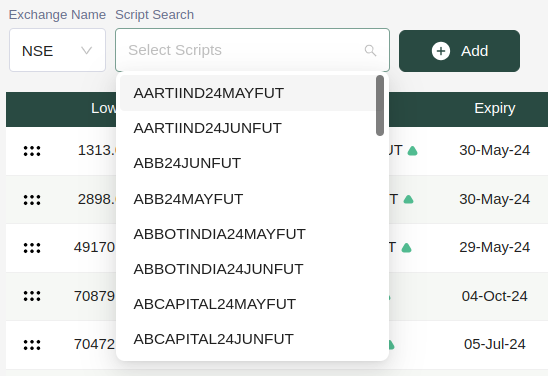 Exchange Name Script Search
NSE Select Scripts Add
Low Expiry
AARTIIND24MAYFUT
AARTIIND24JUNFUT
1313. UT 30-May-24
ABB24JUNFUT
2898. T 30-May-24
ABB24MAYFUT
ABBOTINDIA24MAYFUT
49170 T 29-May-24
ABBOTINDIA24JUNFUT
70879 04-Oct-24
ABCAPITAL24MAYFUT
ABCAPITAL24JUNFUT
70472 05-Jul-24